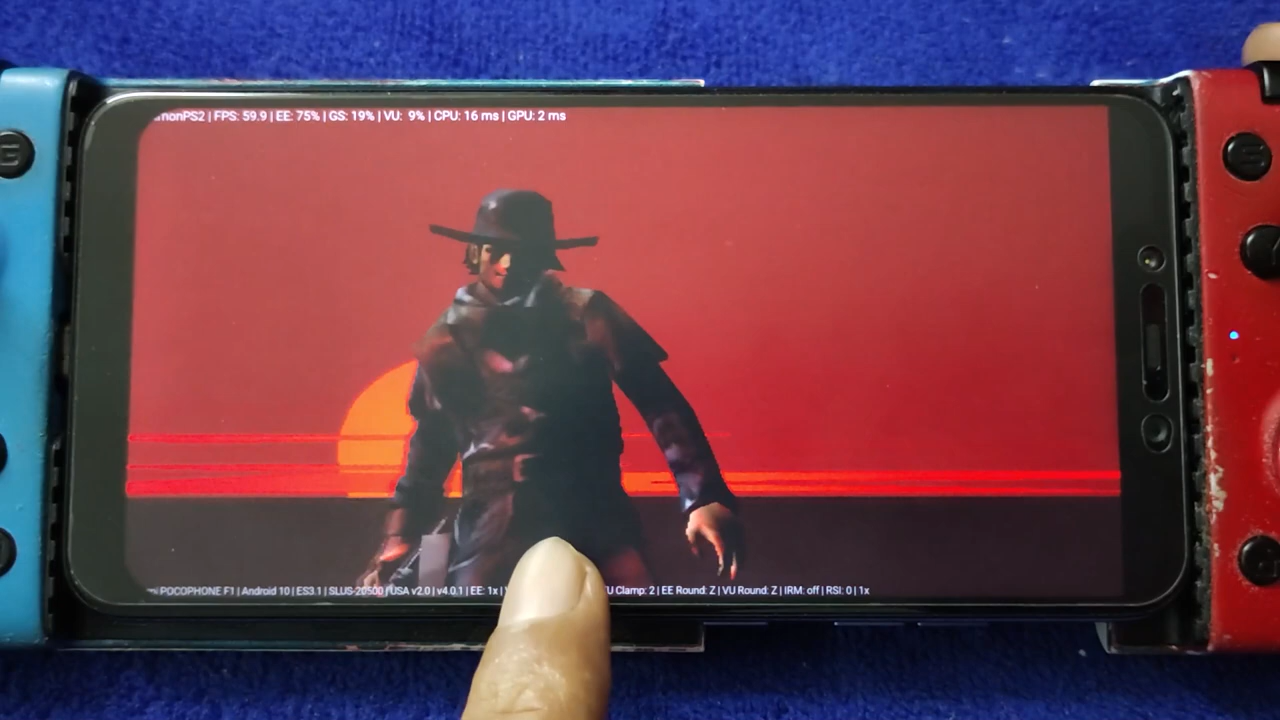 nonPS2 | FPS: 59.9 | EE: 75% | GS: 19% | VU: 9% | CPU: 16 ms | GPU: 2 ms
G
S
POCOPHONE F1 | Android 10 | ES3.1 | SLUS-20500 | USA v2.0 | v4.0.1 | EE: 1x | U Clamp: 2 | EE Round: Z | VU Round: Z | IRM: off | RSI: 0 | 1x